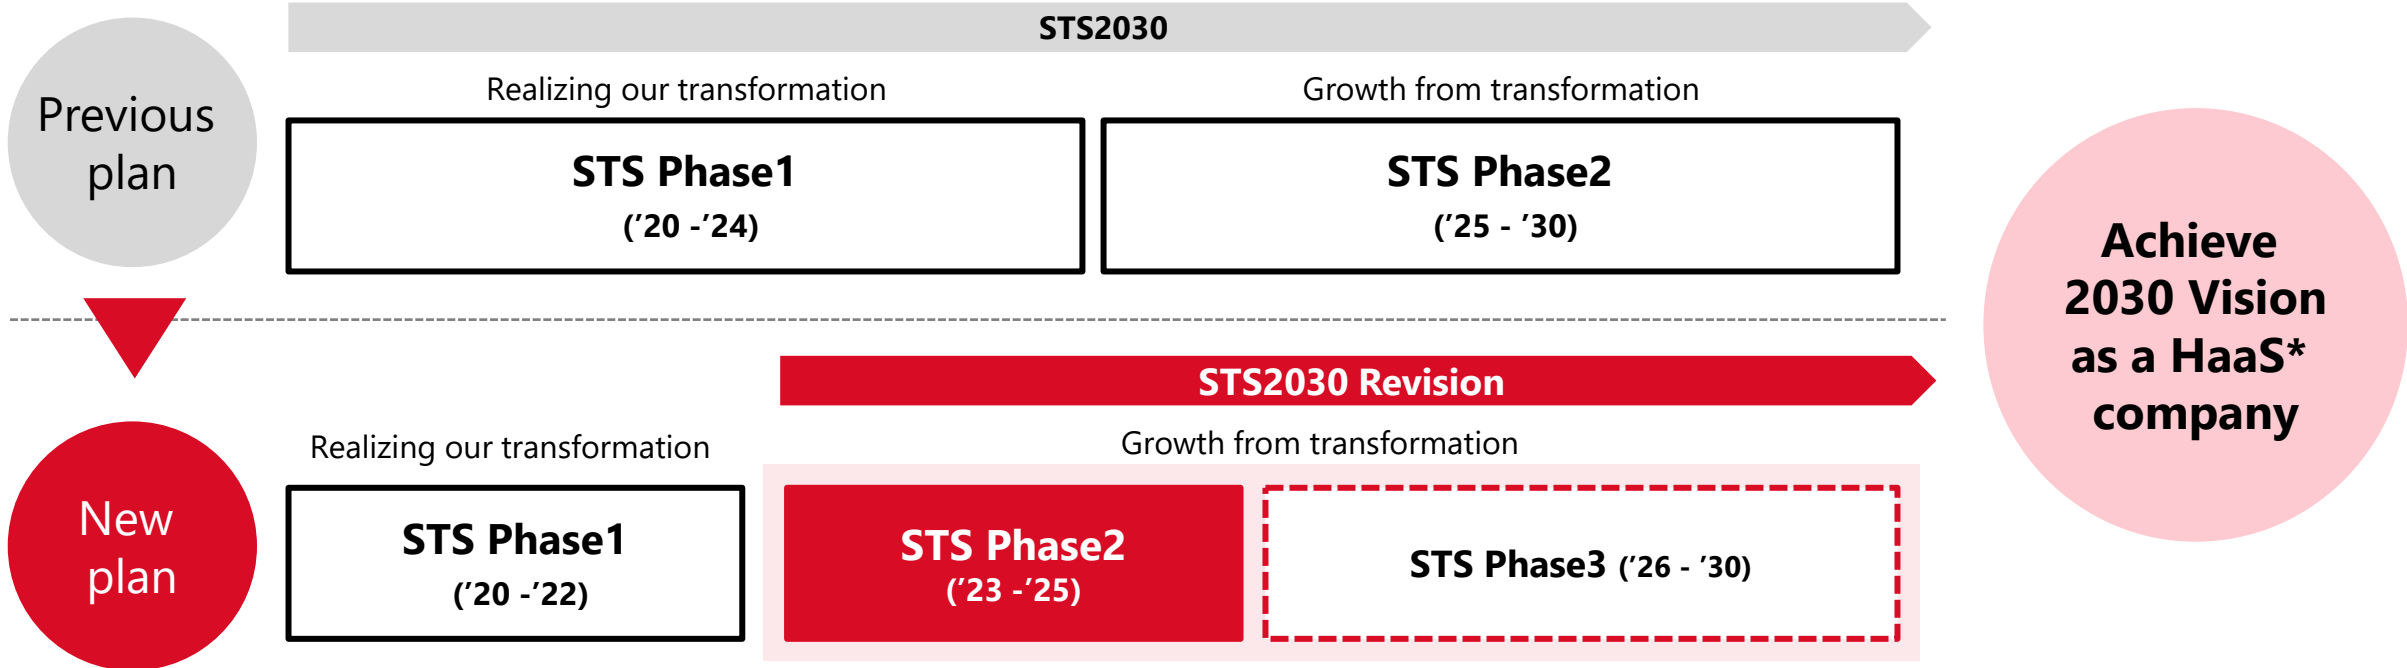 STS2030
Previous
plan
Realizing our transformation
Growth from transformation
STS Phase1
(’20 -’24)
STS Phase2
(’25 - ’30)
Achieve
2030 Vision
as a HaaS*
company
STS2030 Revision
New
plan
Realizing our transformation
Growth from transformation
STS Phase1
(’20 -’22)
STS Phase2
(’23 -’25)
STS Phase3 (’26 - ’30)